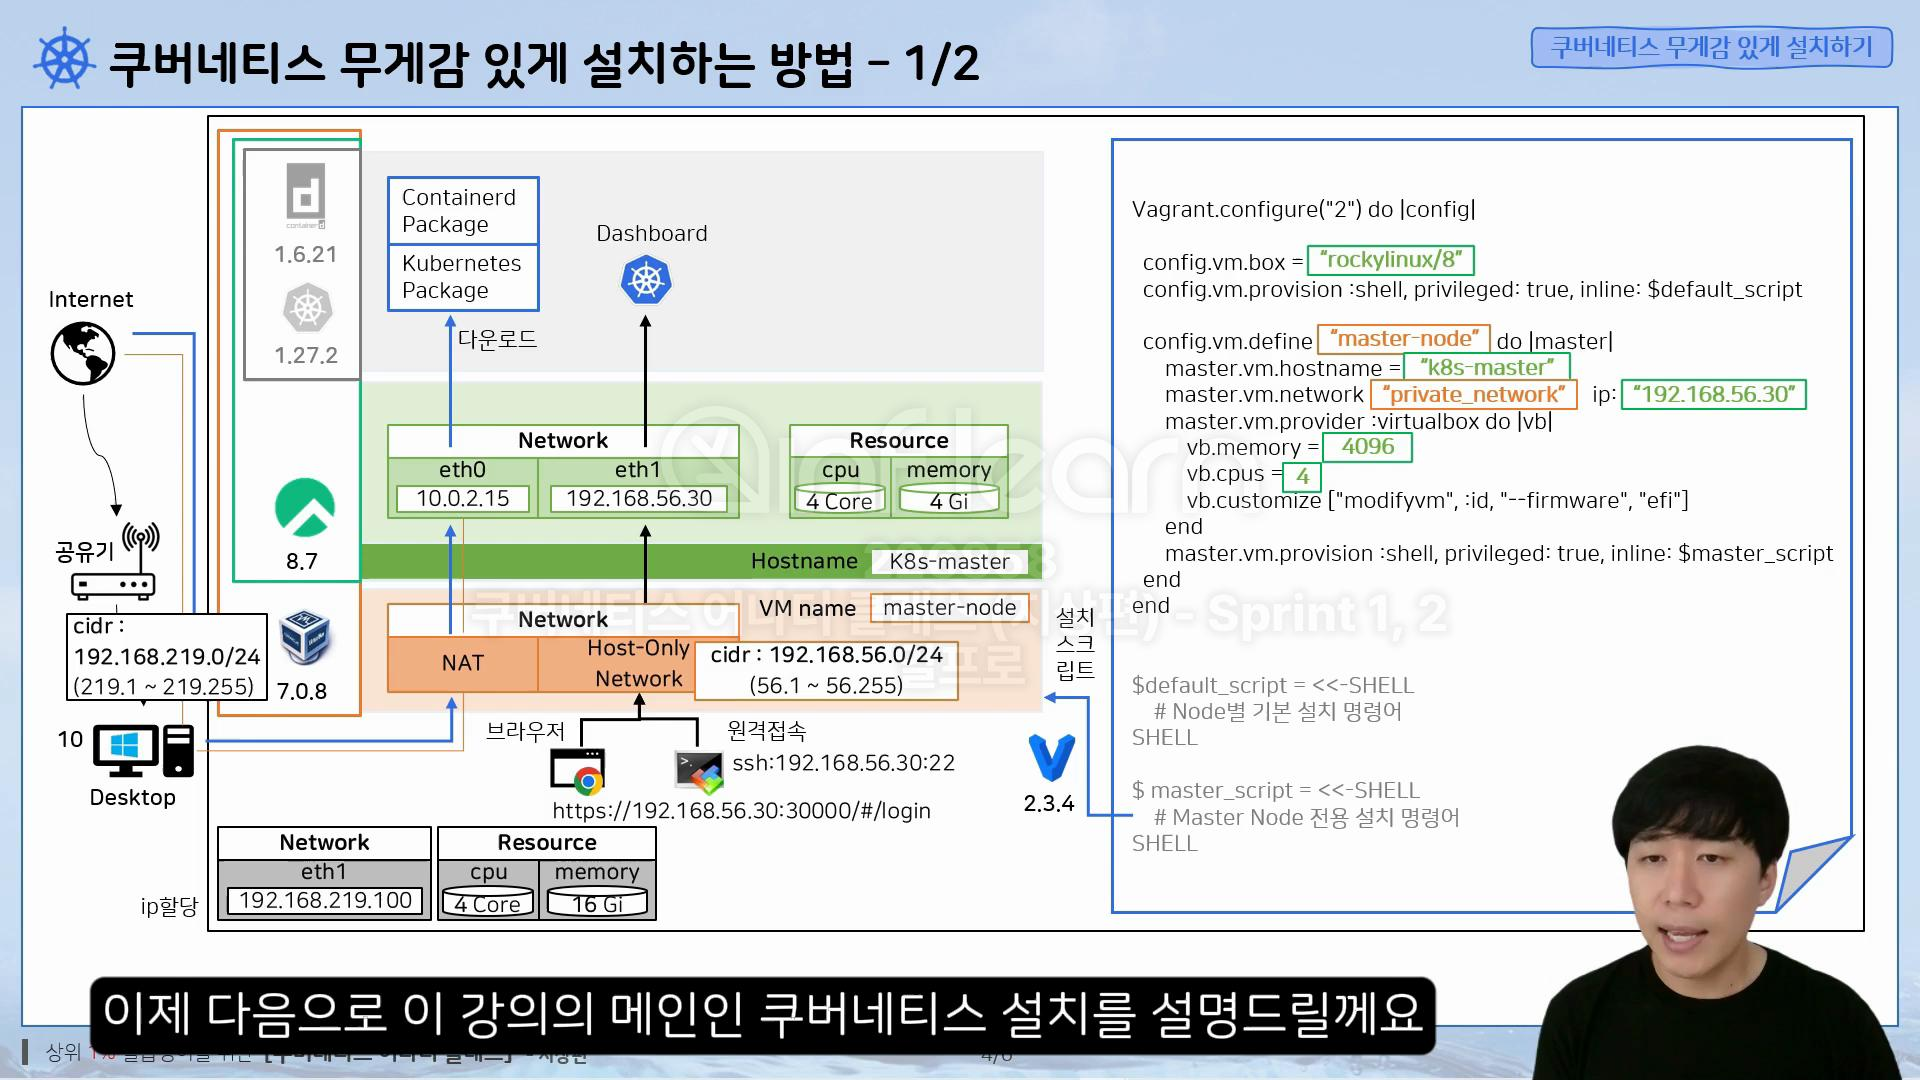 쿠버네티스 무게감 있게 설치하는 방법 - 1/2
쿠버네티스 무게감 있게 설치하기
containerd
1.6.21
1.27.2
8.7
7.0.8
Internet
공유기
cidr :
192.168.219.0/24
(219.1 ~ 219.255)
10
Desktop
ip할당
Containerd
Package
Kubernetes
Package
다운로드
Dashboard
Network
eth0
eth1
10.0.2.15
192.168.56.30
Resource
cpu
memory
4 Core
4 Gi
Hostname
K8s-master
VM name
master-node
Network
NAT
Host-Only
Network
cidr : 192.168.56.0/24
(56.1 ~ 56.255)
브라우저
원격접속
ssh:192.168.56.30:22
https://192.168.56.30:30000/#/login
설치
스크
립트
2.3.4
Network
eth1
192.168.219.100
Resource
cpu
memory
4 Core
16 Gi
Vagrant.configure("2") do |config|
config.vm.box = “rockylinux/8”
config.vm.provision :shell, privileged: true, inline: $default_script
config.vm.define “master-node” do |master|
master.vm.hostname = “k8s-master”
master.vm.network “private_network” ip: “192.168.56.30”
master.vm.provider :virtualbox do |vb|
vb.memory = 4096
vb.cpus = 4
vb.customize ["modifyvm", :id, "--firmware", "efi"]
end
master.vm.provision :shell, privileged: true, inline: $master_script
end
end
$default_script = <<-SHELL
# Node별 기본 설치 명령어
SHELL
$ master_script = <<-SHELL
# Master Node 전용 설치 명령어
SHELL
inflearn
Sprint 1, 2
이제 다음으로 이 강의의 메인인 쿠버네티스 설치를 설명드릴께요
상위 1%